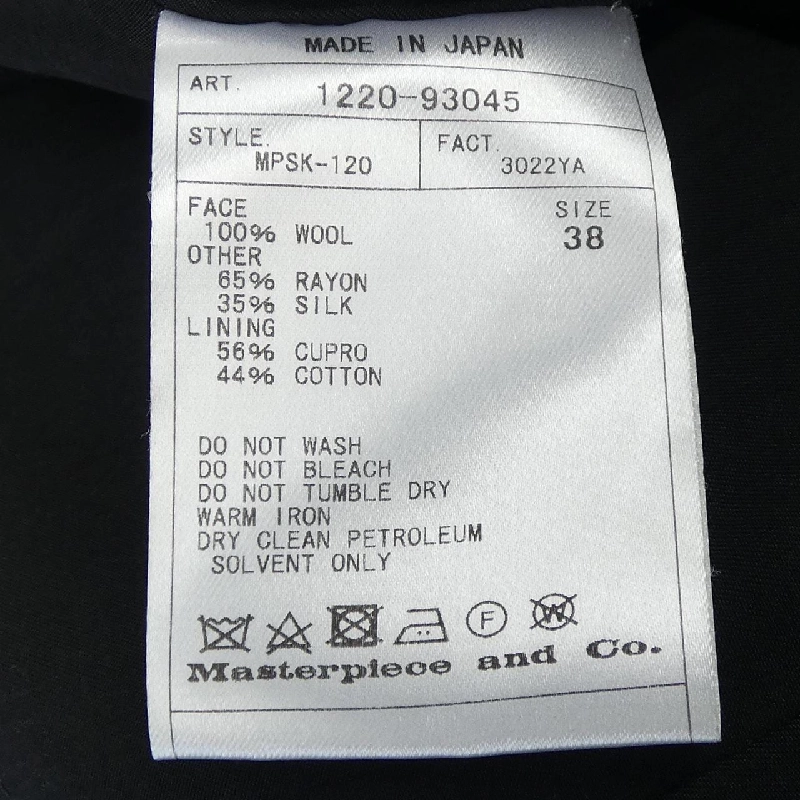 MADE IN JAPAN
ART. 1220-93045
STYLE. MPSK-120
FACT. 3022YA
FACE
100% WOOL
OTHER
65% RAYON
35% SILK
LINING
56% CUPRO
44% COTTON
SIZE
38
DO NOT WASH
DO NOT BLEACH
DO NOT TUMBLE DRY
WARM IRON
DRY CLEAN PETROLEUM
SOLVENT ONLY
F W
Masterpiece and Co.